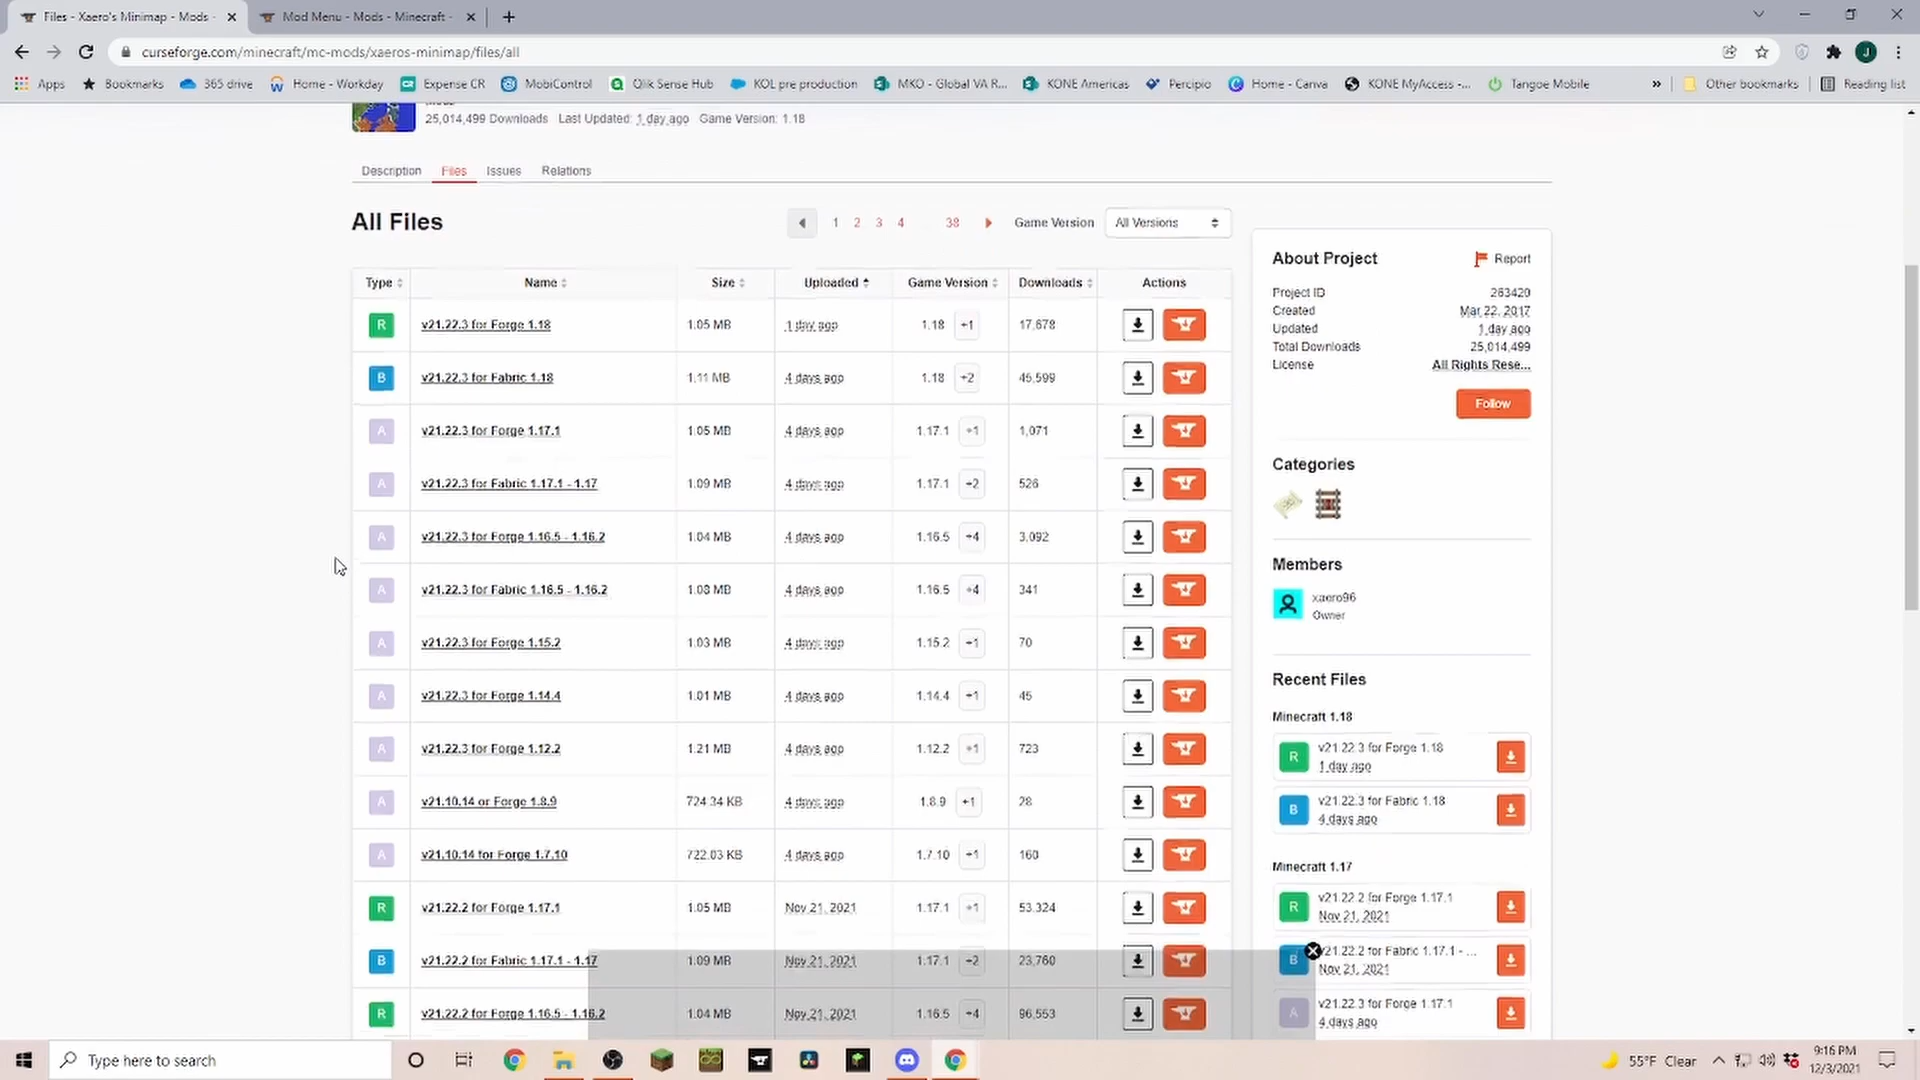 Files - Xaero's Minimap - Mods -
Mod Menu - Mods - Minecraft -
curseforge.com/minecraft/mc-mods/xaeros-minimap/files/all
Apps Bookmarks 365 drive Home - Workday Expense CR MobiControl Qlik Sense Hub KOL pre production MKO - Global VA R... KONE Americas Percipio Home - Canva KONE MyAccess -... Tangoe Mobile » Other bookmarks Reading list
25,014,499 Downloads Last Updated: 1 day ago Game Version: 1.18
Description Files Issues Relations
All Files
1 2 3 4 38 Game Version All Versions
Type Name Size Uploaded Game Version Downloads Actions
R v21.22.3 for Forge 1.18 1.05 MB 1 day ago 1.18 +1 17,678
B v21.22.3 for Fabric 1.18 1.11 MB 4 days ago 1.18 +2 45,599
A v21.22.3 for Forge 1.17.1 1.05 MB 4 days ago 1.17.1 +1 1,071
A v21.22.3 for Fabric 1.17.1 - 1.17 1.09 MB 4 days ago 1.17.1 +2 526
A v21.22.3 for Forge 1.16.5 - 1.16.2 1.04 MB 4 days ago 1.16.5 +4 3,092
A v21.22.3 for Fabric 1.16.5 - 1.16.2 1.08 MB 4 days ago 1.16.5 +4 341
A v21.22.3 for Forge 1.15.2 1.03 MB 4 days ago 1.15.2 +1 70
A v21.22.3 for Forge 1.14.4 1.01 MB 4 days ago 1.14.4 +1 45
A v21.22.3 for Forge 1.12.2 1.21 MB 4 days ago 1.12.2 +1 723
A v21.10.14 or Forge 1.8.9 724.34 KB 4 days ago 1.8.9 +1 28
A v21.10.14 for Forge 1.7.10 722.03 KB 4 days ago 1.7.10 +1 160
R v21.22.2 for Forge 1.17.1 1.05 MB Nov 21, 2021 1.17.1 +1 53,324
B v21.22.2 for Fabric 1.17.1 - 1.17 1.09 MB Nov 21, 2021 1.17.1 +2 23,760
R v21.22.2 for Forge 1.16.5 - 1.16.2 1.04 MB Nov 21, 2021 1.16.5 +4 96,553
About Project Report
Project ID 263420
Created Mar 22, 2017
Updated 1 day ago
Total Downloads 25,014,499
License All Rights Rese...
Follow
Categories
Members
xaero96
Owner
Recent Files
Minecraft 1.18
R v21.22.3 for Forge 1.18
1 day ago
B v21.22.3 for Fabric 1.18
4 days ago
Minecraft 1.17
R v21.22.2 for Forge 1.17.1
Nov 21, 2021
B v21.22.2 for Fabric 1.17.1 - ...
Nov 21, 2021
A v21.22.3 for Forge 1.17.1
4 days ago
Type here to search
55°F Clear
9:16 PM
12/3/2021